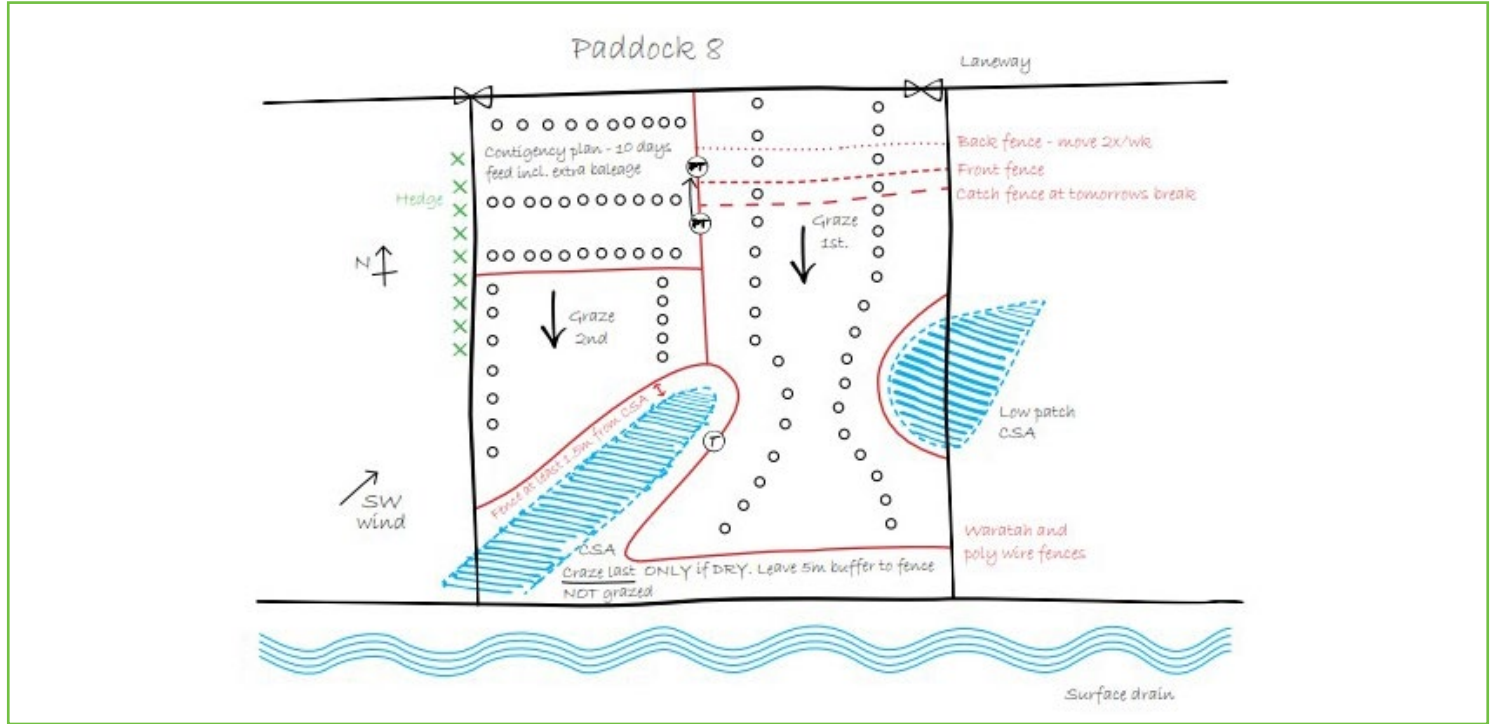 Paddock 8
Laneway
Contigency plan - 10 days
feed incl. extra baleage
Back fence - move 2x/wk
Front fence
Catch fence at tomorrows break
PT
PT
Hedge
Graze
1st.
N
Graze
2nd
Fence at least 1.5m from CSA
T
Low patch
CSA
SW
wind
Waratah and
poly wire fences
CSA
Craze last ONLY if DRY. Leave 5m buffer to fence
NOT grazed
Surface drain